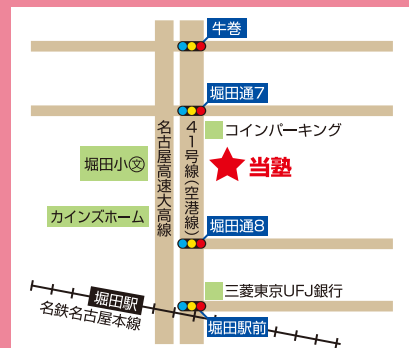 牛巻
堀田通7
コインパーキング
名古屋高速大高線
41号線(空港線)
当塾
堀田小文
カインズホーム
堀田通8
三菱東京UFJ銀行
堀田駅
名鉄名古屋本線
堀田駅前